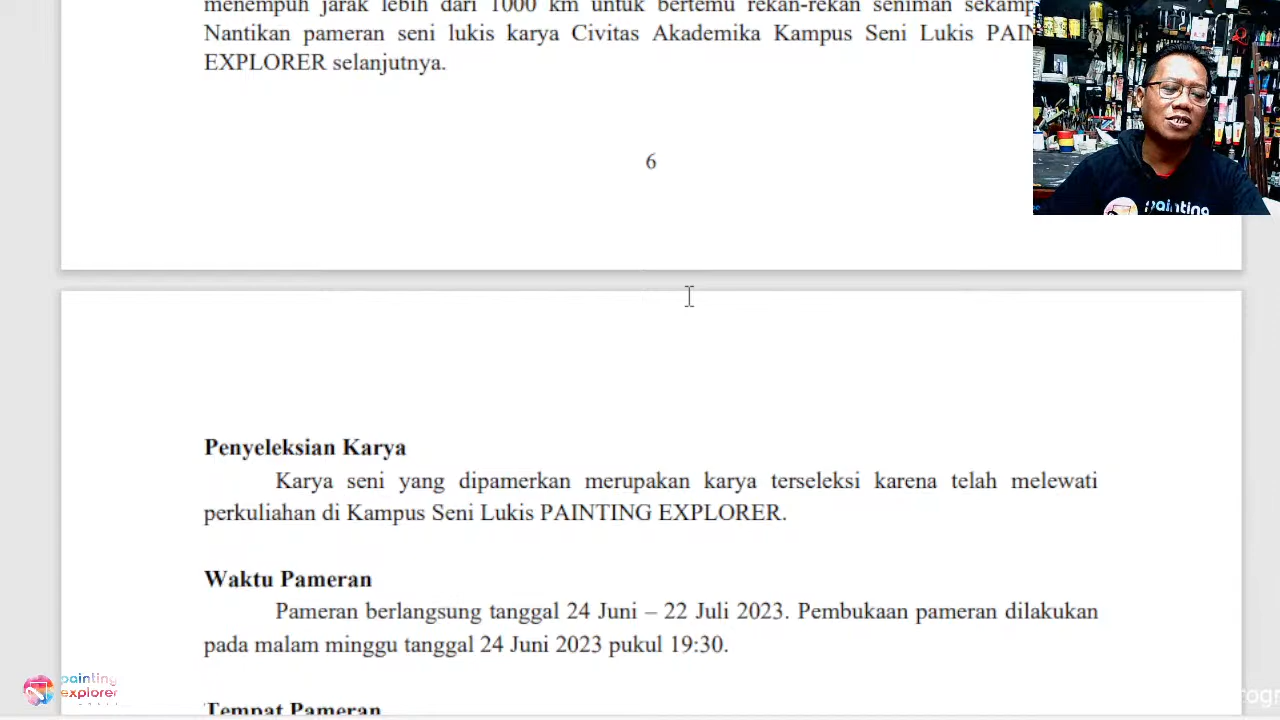 menempuh jarak lebih dari 1000 km untuk bertemu rekan-rekan seniman
Nantikan pameran seni lukis karya Civitas Akademika Kampus Seni Lukis
EXPLORER selanjutnya.
6
painting
Penyeleksian Karya
Karya seni yang dipamerkan merupakan karya terseleksi karena telah melewati
perkuliahan di Kampus Seni Lukis PAINTING EXPLORER.
Waktu Pameran
Pameran berlangsung tanggal 24 Juni – 22 Juli 2023. Pembukaan pameran dilakukan
pada malam minggu tanggal 24 Juni 2023 pukul 19:30.
painting
explorer
Tempat Pameran